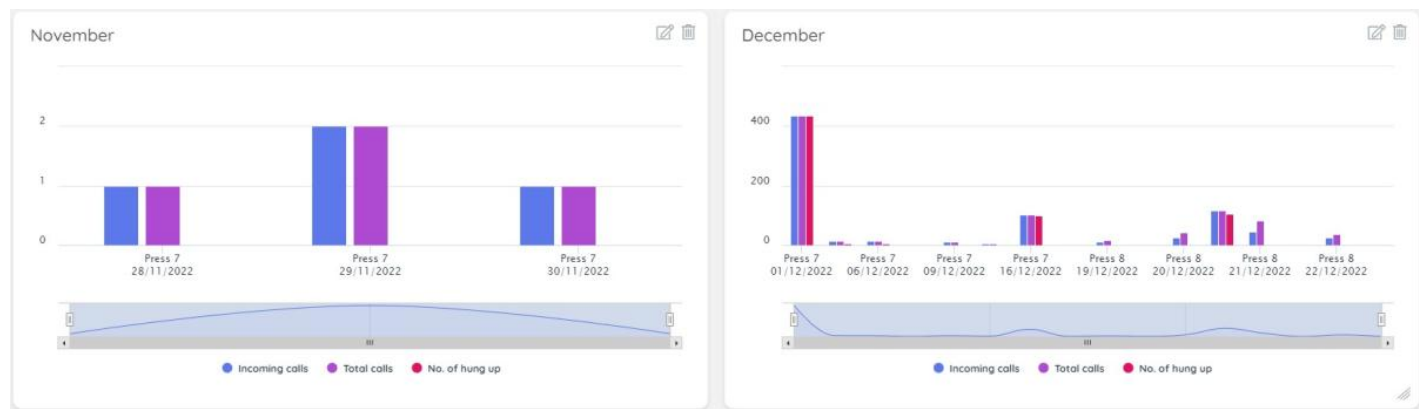 November
2
1
0
Press 7
28/11/2022
Press 7
29/11/2022
Press 7
30/11/2022
Incoming calls
Total calls
No. of hung up
December
400
200
0
Press 7
01/12/2022
Press 7
06/12/2022
Press 7
09/12/2022
Press 7
16/12/2022
Press 8
19/12/2022
Press 8
20/12/2022
Press 8
21/12/2022
Press 8
22/12/2022
Incoming calls
Total calls
No. of hung up